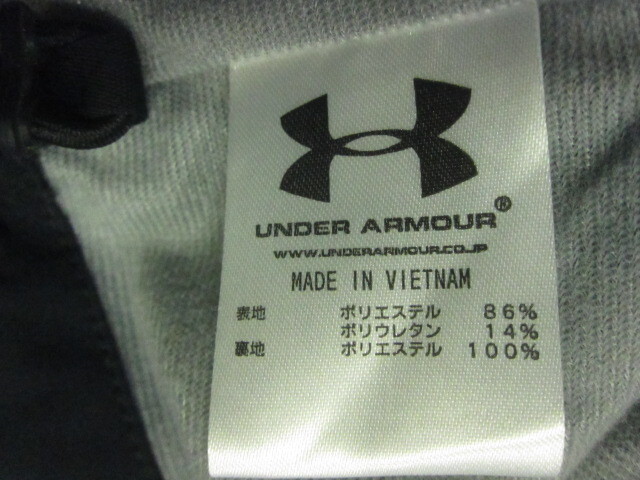 UNDER ARMOUR®
WWW.UNDERARMOUR.CO.JP
MADE IN VIETNAM
表地 ポリエステル 86%
ポリウレタン 14%
裏地 ポリエステル 100%